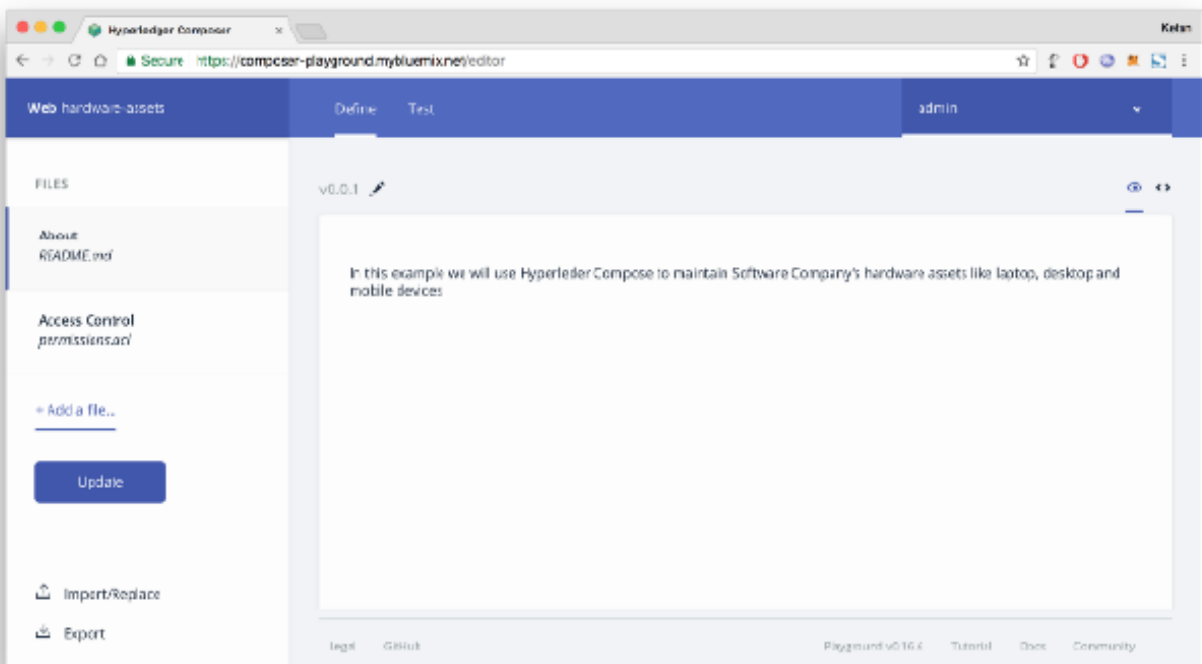 Hyperledger Composer
Secure https://composer-playground.mybluemix.net/editor
Web hardware-assets
Define Test
admin
FILES
v0.0.1
About
README.md
In this example we will use Hyperleder Compose to maintain Software Company's hardware assets like laptop, desktop and
mobile devices
Access Control
permissions.acl
+ Add a file...
Update
Import/Replace
Export
Legal GitHub
Playground Tutorial Docs Community